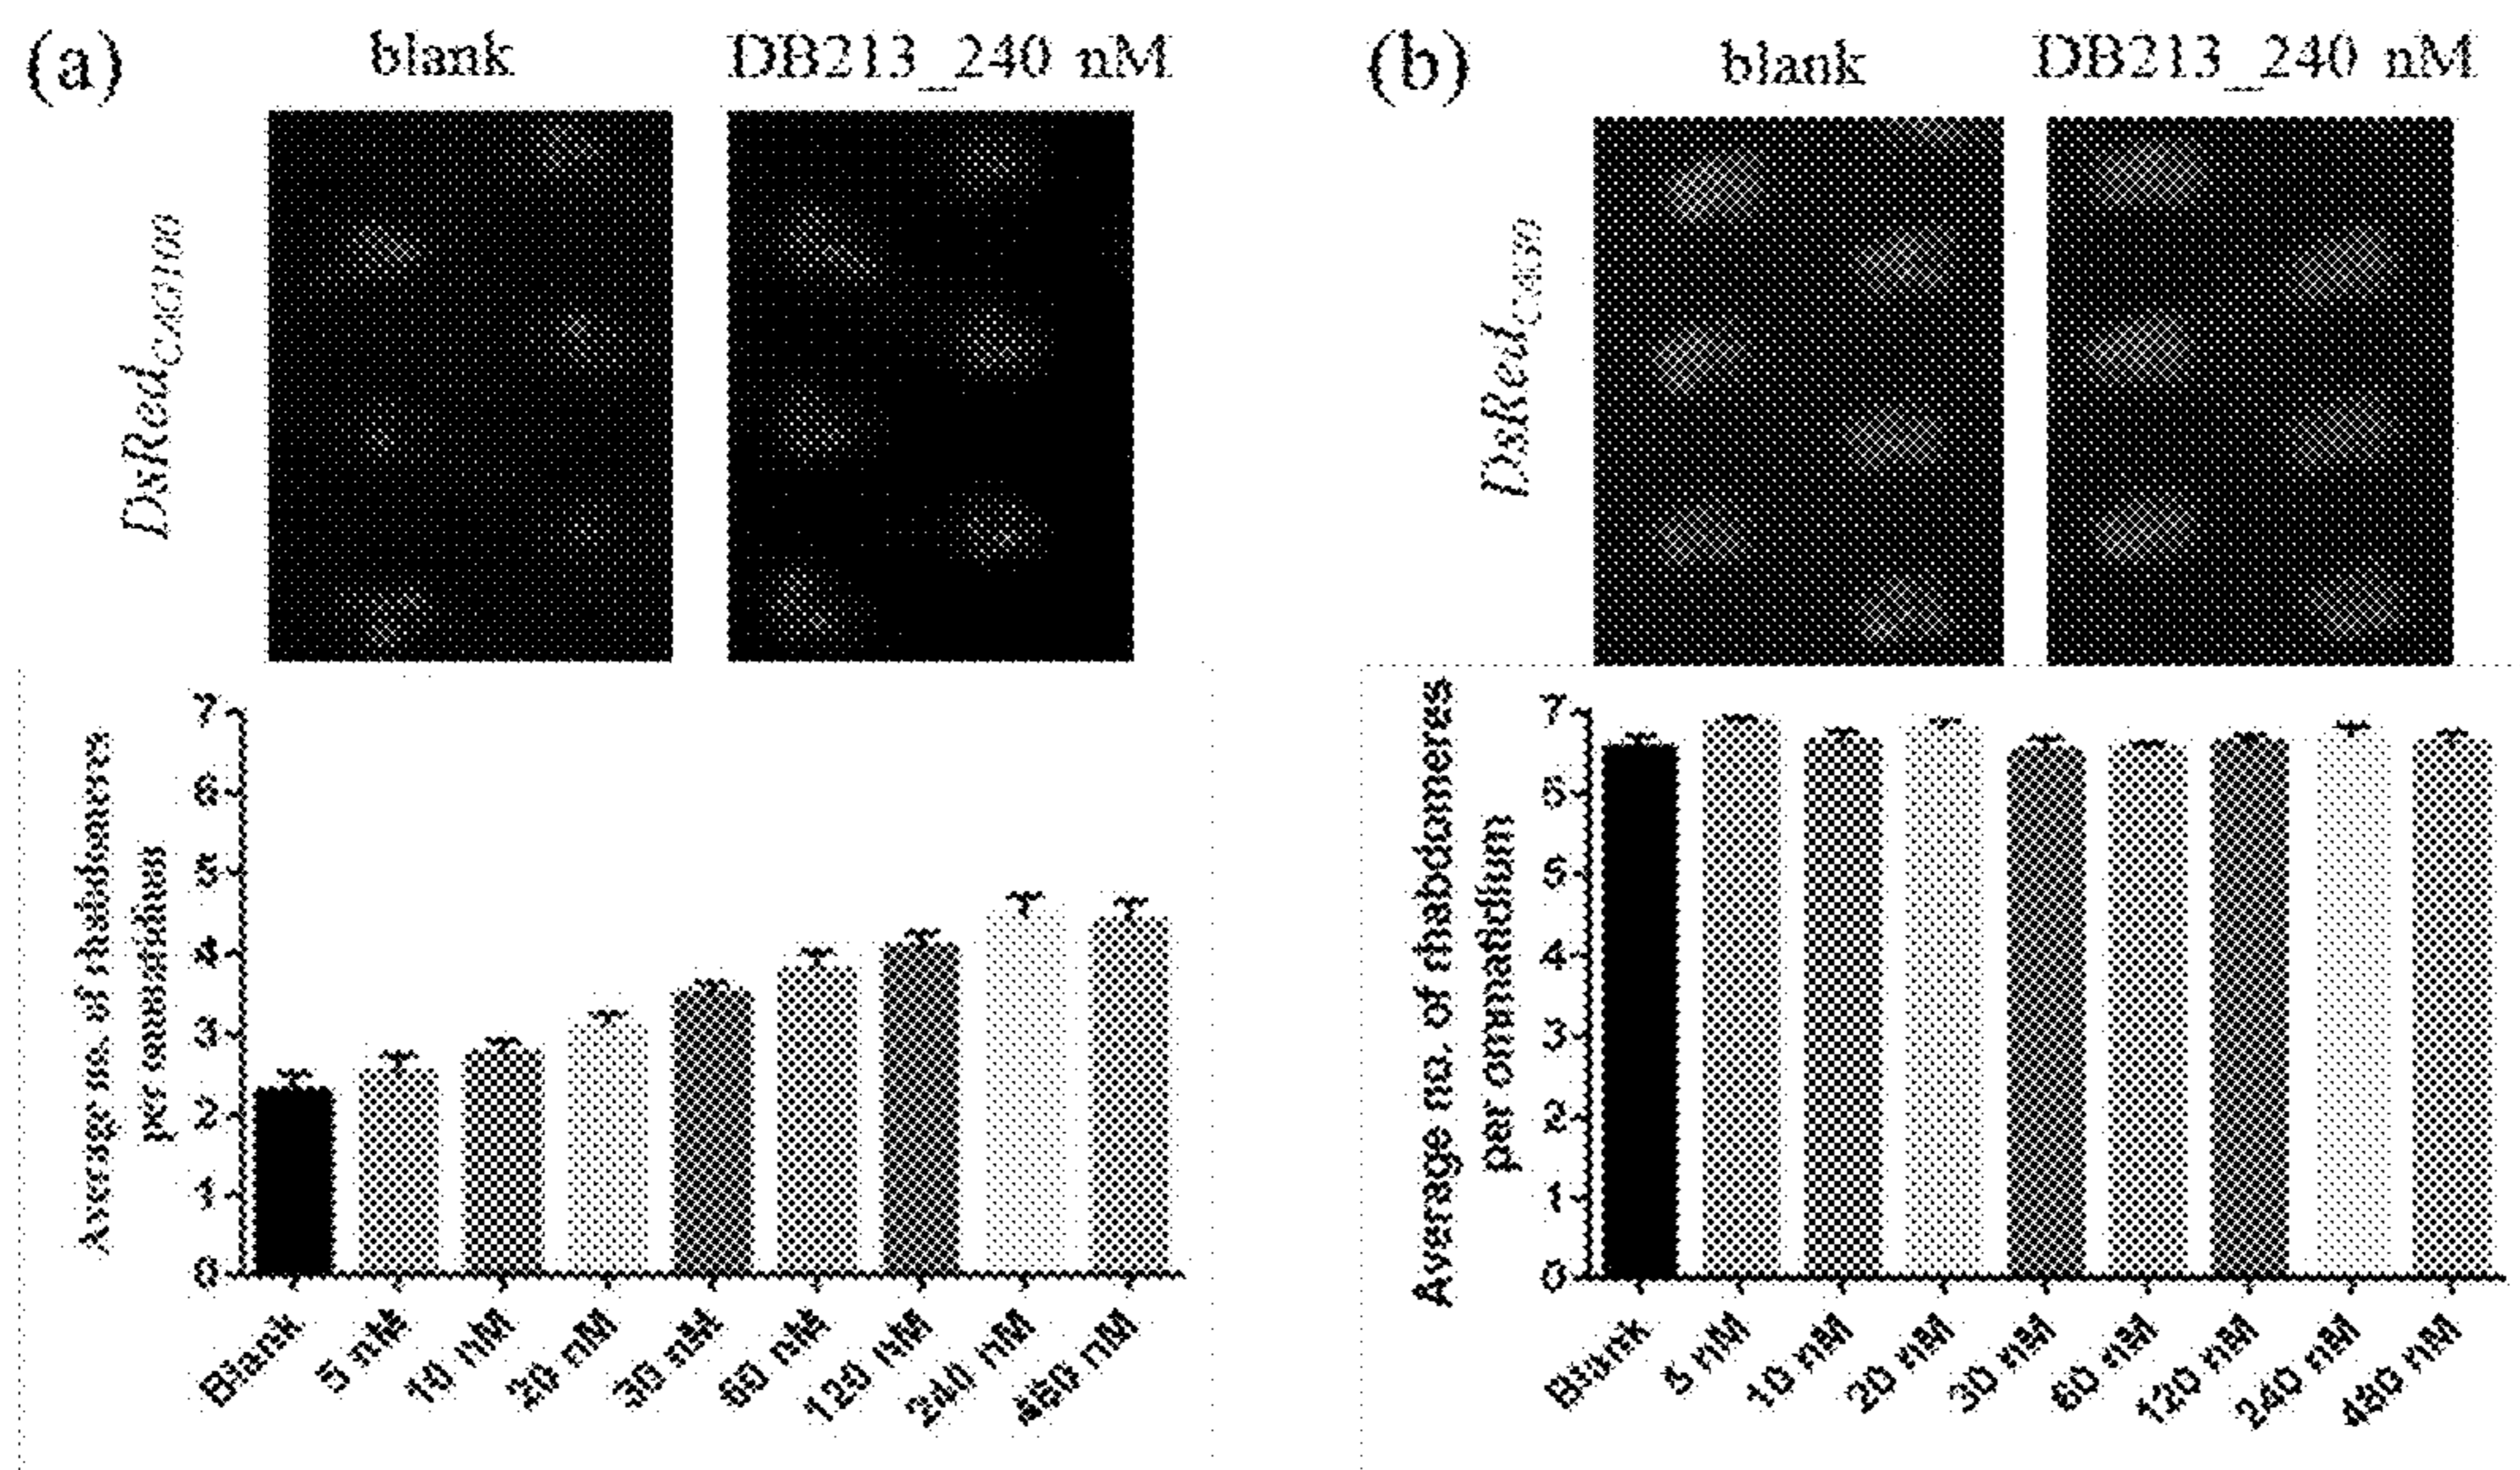 (a)
blank
DB213_240 nM
DsRed
CAG100
7
6
5
4
3
2
1
0
Average no. of rhabdomeres
per ommatidium
Blank
5 nM
10 nM
20 nM
30 nM
60 nM
120 nM
240 nM
480 nM
(b)
blank
DB213_240 nM
DsRed
7
6
5
4
3
2
1
0
Average no. of rhabdomeres
per ommatidium
Blank
5 nM
10 nM
20 nM
30 nM
60 nM
120 nM
240 nM
480 nM